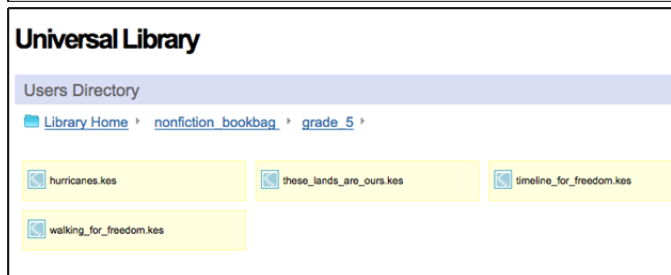 Universal Library
Users Directory
Library Home nonfiction_bookbag grade_5
hurricanes.kes these_lands_are_ours.kes timeline_for_freedom.kes
walking_for_freedom.kes